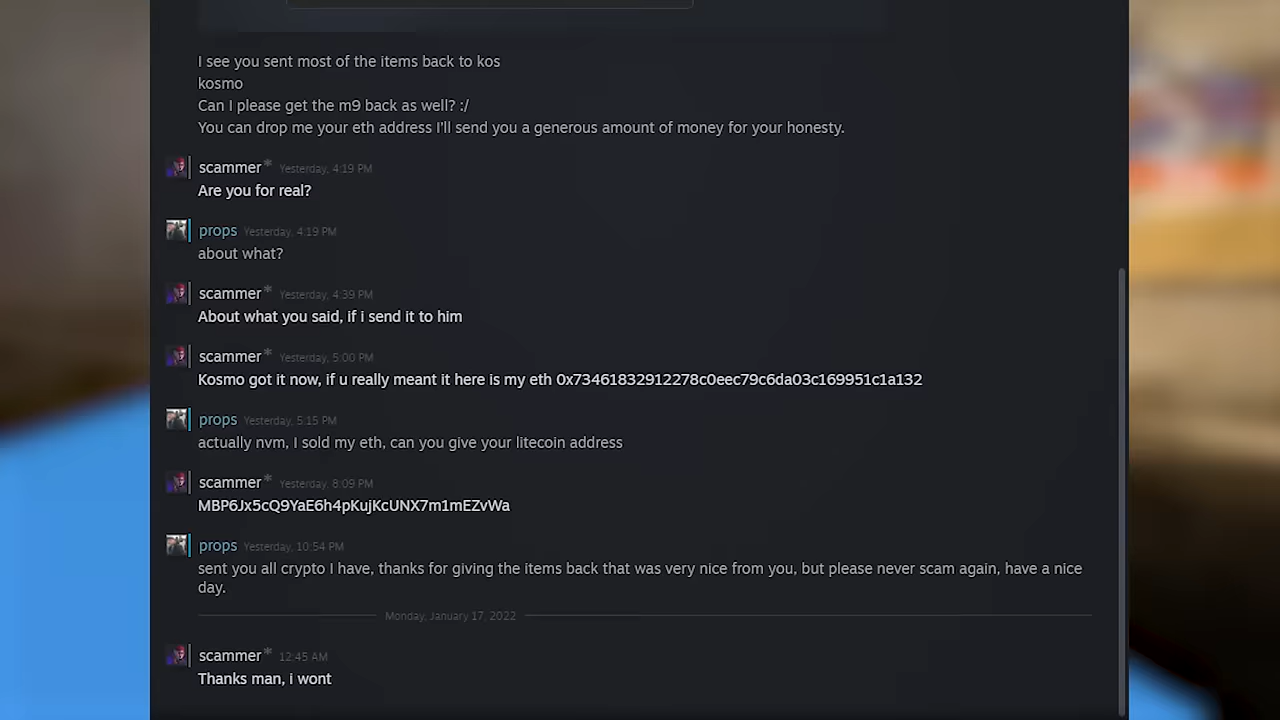 I see you sent most of the items back to kos
kosmo
Can I please get the m9 back as well? :/
You can drop me your eth address I'll send you a generous amount of money for your honesty.
scammer* Yesterday, 4:19 PM
Are you for real?
props Yesterday, 4:19 PM
about what?
scammer* Yesterday, 4:39 PM
About what you said, if i send it to him
scammer* Yesterday, 5:00 PM
Kosmo got it now, if u really meant it here is my eth 0x73461832912278c0eec79c6da03c169951c1a132
props Yesterday, 5:15 PM
actually nvm, I sold my eth, can you give your litecoin address
scammer* Yesterday, 8:09 PM
MBP6Jx5cQ9YaE6h4pKujKcUNX7m1mEZvWa
props Yesterday, 10:54 PM
sent you all crypto I have, thanks for giving the items back that was very nice from you, but please never scam again, have a nice
day.
Monday, January 17, 2022
scammer* 12:45 AM
Thanks man, i wont